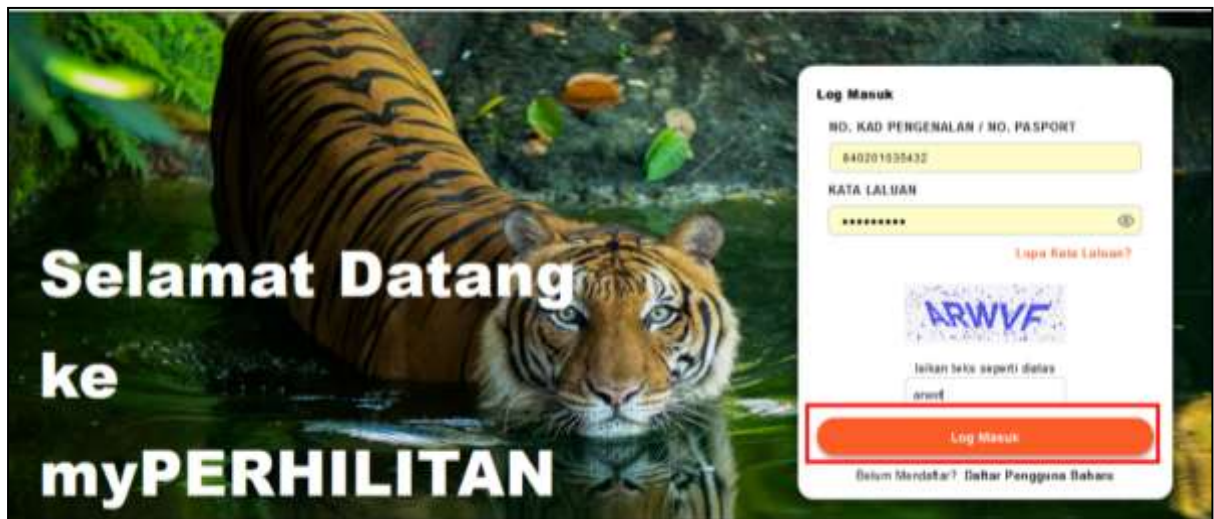 Selamat Datang
ke
myPERHILITAN
Log Masuk
NO. KAD PENGENALAN / NO. PASPORT
840201035432
KATA LALUAN
•••••••••
Lupa Kata Laluan?
ARWVF
Isikan teks seperti diatas
Log Masuk
Belum Mendaftar? Daftar Pengguna Baharu